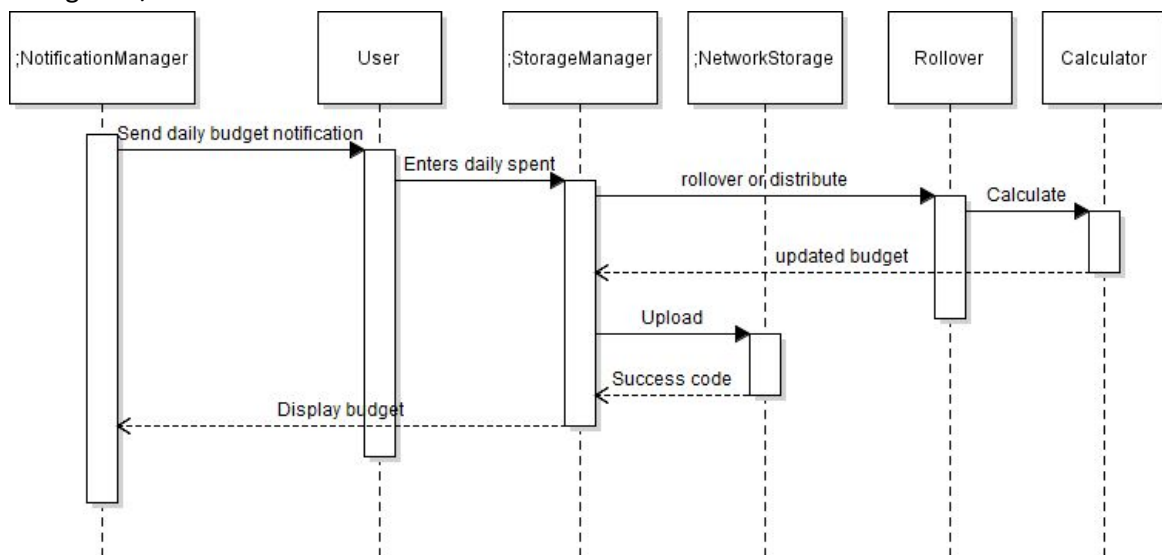 ;NotificationManager
User
;StorageManager
;NetworkStorage
Rollover
Calculator
Send daily budget notification
Enters daily spent
rollover or distribute
Calculate
updated budget
Upload
Success code
Display budget